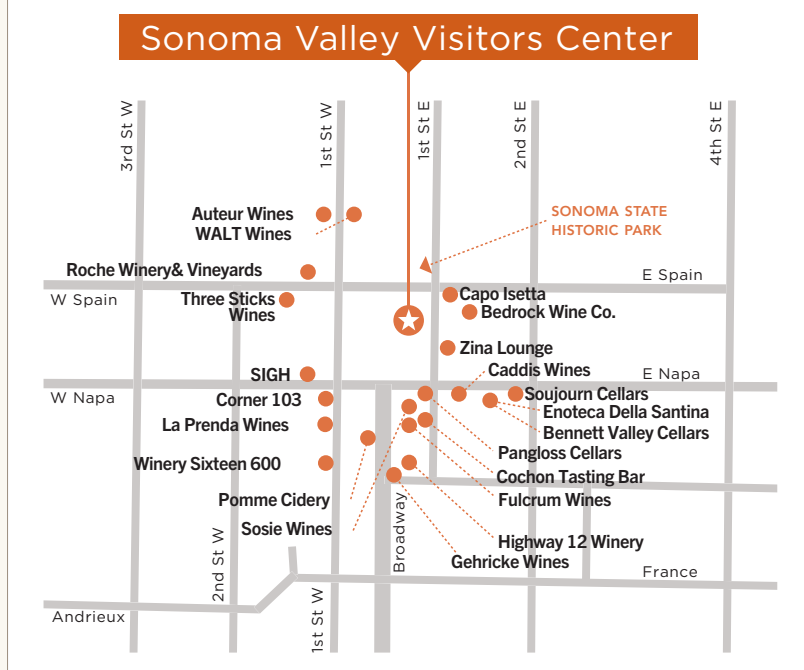 Sonoma Valley Visitors Center
3rd St W
1st St W
1st St E
2nd St E
4th St E
Auteur Wines
WALT Wines
SONOMA STATE
HISTORIC PARK
Roche Winery& Vineyards
E Spain
W Spain
Three Sticks
Wines
Capo Isetta
Bedrock Wine Co.
Zina Lounge
Caddis Wines
SIGH
E Napa
W Napa
Corner 103
Soujourn Cellars
Enoteca Della Santina
La Prenda Wines
Bennett Valley Cellars
Pangloss Cellars
Winery Sixteen 600
Cochon Tasting Bar
Pomme Cidery
Fulcrum Wines
Sosie Wines
Broadway
Highway 12 Winery
Gehricke Wines
2nd St W
France
1st St W
Andrieux